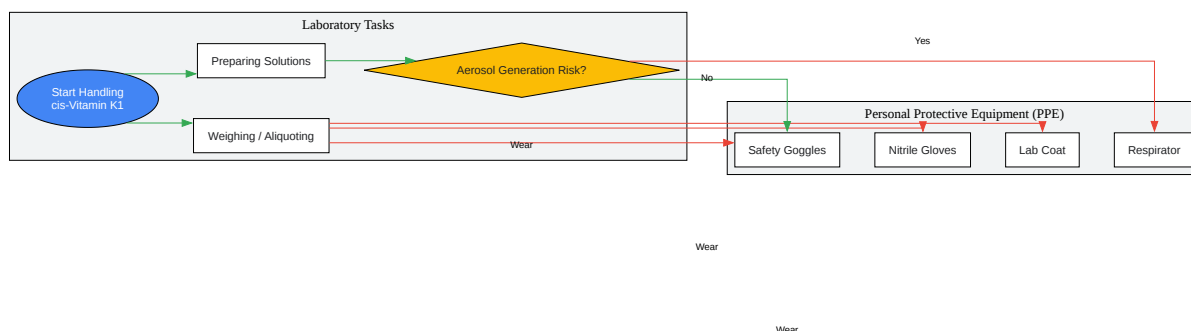 Laboratory Tasks
Yes
Preparing Solutions
Aerosol Generation Risk?
No
Start Handling
cis-Vitamin K1
Personal Protective Equipment (PPE)
Weighing / Aliquoting
Wear
Safety Goggles
Nitrile Gloves
Lab Coat
Respirator
Wear
Wear